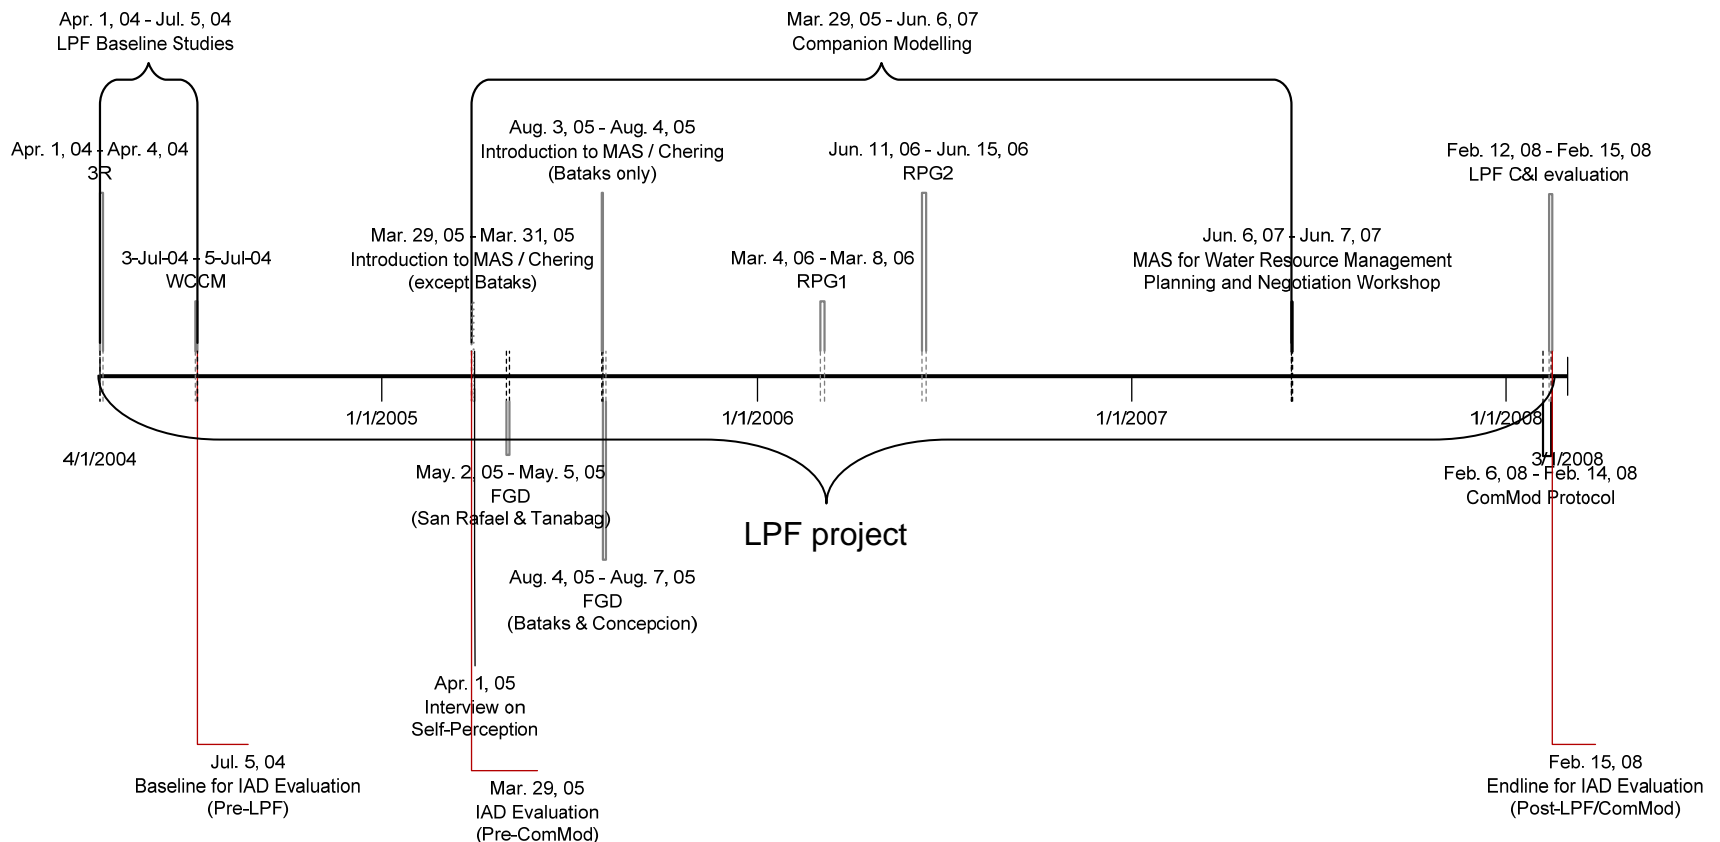 Apr. 1, 04 - Jul. 5, 04
LPF Baseline Studies
Mar. 29, 05 - Jun. 6, 07
Companion Modelling
Apr. 1, 04 - Apr. 4, 04
3R
Aug. 3, 05 - Aug. 4, 05
Introduction to MAS / Chering
(Bataks only)
Jun. 11, 06 - Jun. 15, 06
RPG2
Feb. 12, 08 - Feb. 15, 08
LPF C&I evaluation
3-Jul-04 - 5-Jul-04
WCCM
Mar. 29, 05 - Mar. 31, 05
Introduction to MAS / Chering
(except Bataks)
Mar. 4, 06 - Mar. 8, 06
RPG1
Jun. 6, 07 - Jun. 7, 07
MAS for Water Resource Management
Planning and Negotiation Workshop
1/1/2005
1/1/2006
1/1/2007
1/1/2008
4/1/2004
3/1/2008
May. 2, 05 - May. 5, 05
FGD
(San Rafael & Tanabag)
Feb. 6, 08 - Feb. 14, 08
ComMod Protocol
LPF project
Aug. 4, 05 - Aug. 7, 05
FGD
(Bataks & Concepcion)
Apr. 1, 05
Interview on
Self-Perception
Jul. 5, 04
Baseline for IAD Evaluation
(Pre-LPF)
Mar. 29, 05
IAD Evaluation
(Pre-ComMod)
Feb. 15, 08
Endline for IAD Evaluation
(Post-LPF/ComMod)